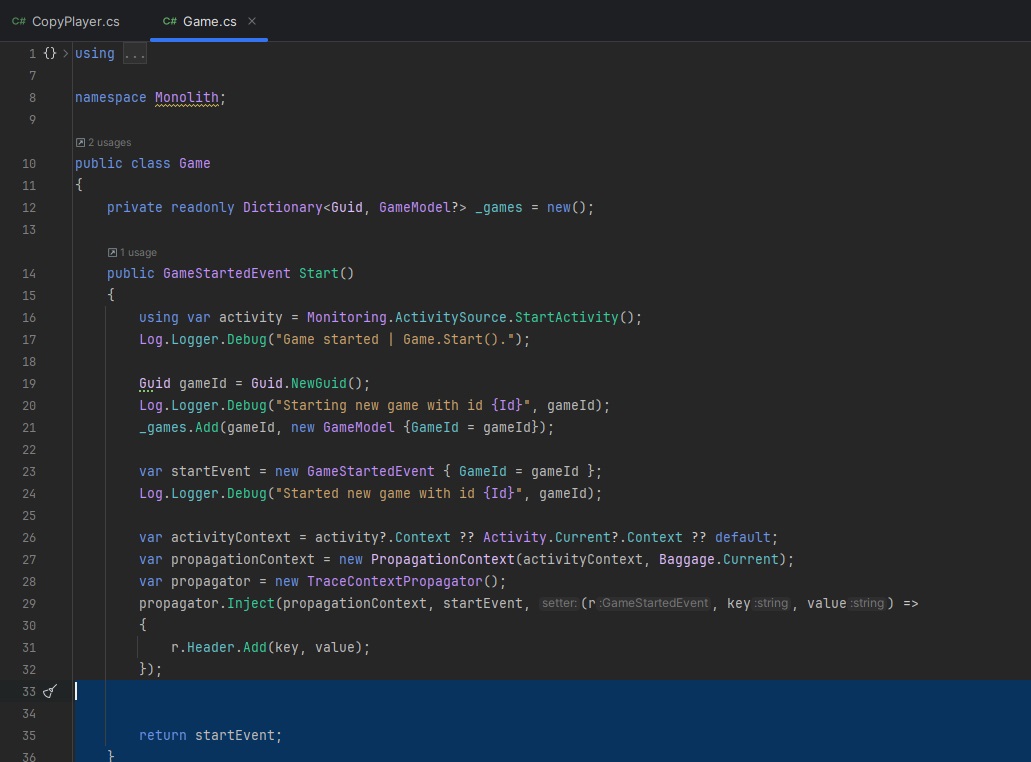 C# CopyPlayer.cs C# Game.cs ×
1 {} > using ...
7
8 namespace Monolith;
9
2 usages
10 public class Game
11 {
12 private readonly Dictionary<Guid, GameModel?> _games = new();
13
1 usage
14 public GameStartedEvent Start()
15 {
16 using var activity = Monitoring.ActivitySource.StartActivity();
17 Log.Logger.Debug("Game started | Game.Start().");
18
19 Guid gameId = Guid.NewGuid();
20 Log.Logger.Debug("Starting new game with id {Id}", gameId);
21 _games.Add(gameId, new GameModel {GameId = gameId});
22
23 var startEvent = new GameStartedEvent { GameId = gameId };
24 Log.Logger.Debug("Started new game with id {Id}", gameId);
25
26 var activityContext = activity?.Context ?? Activity.Current?.Context ?? default;
27 var propagationContext = new PropagationContext(activityContext, Baggage.Current);
28 var propagator = new TraceContextPropagator();
29 propagator.Inject(propagationContext, startEvent, setter:(r:GameStartedEvent, key:string, value:string) =>
30 {
31 r.Header.Add(key, value);
32 });
33
34
35 return startEvent;
36 }